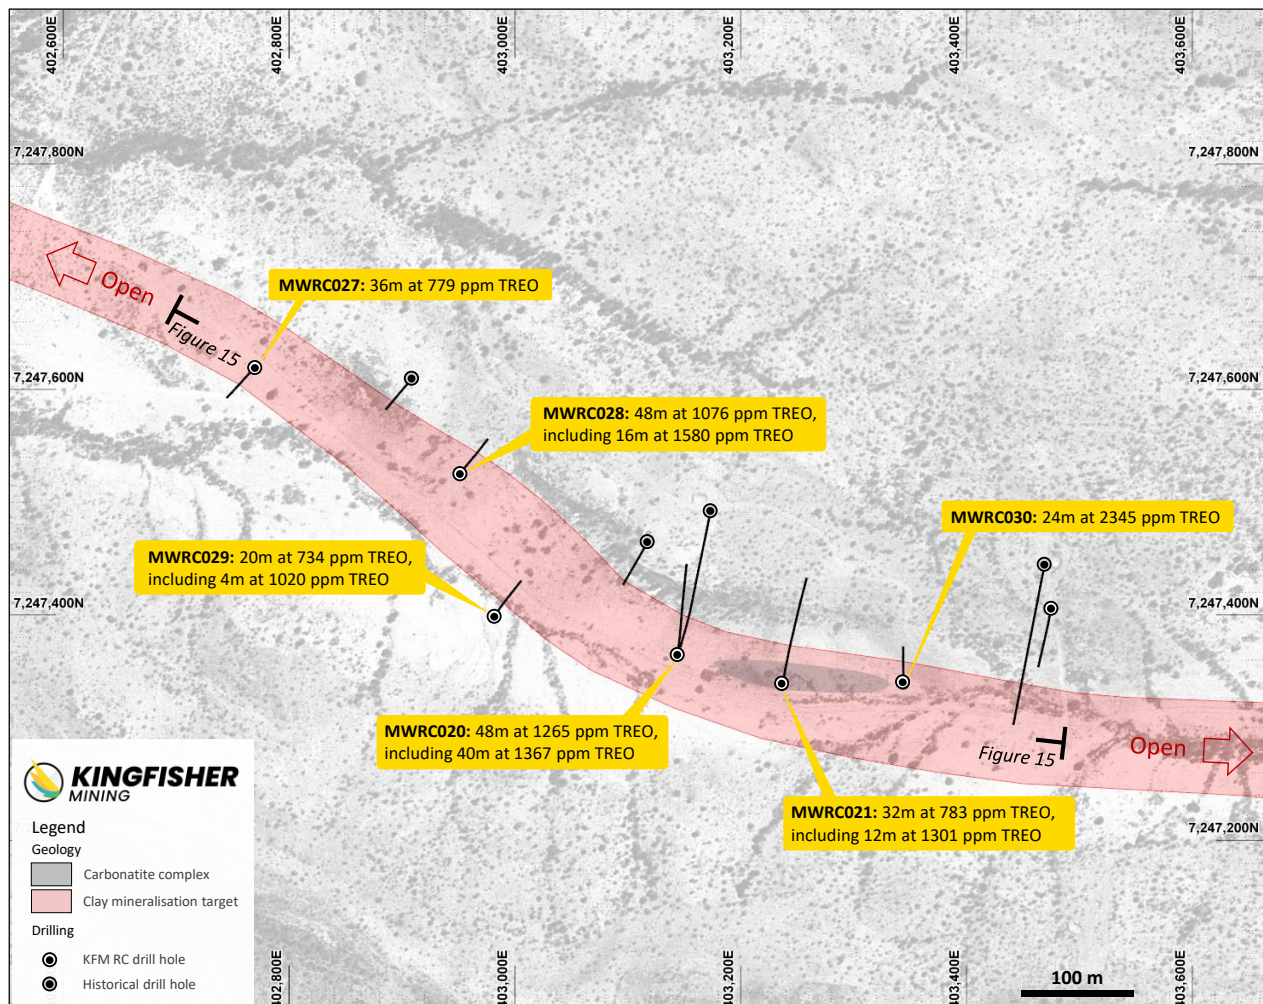 402,600E
402,800E
403,000E
403,200E
403,400E
403,600E
7,247,800N
7,247,800N
Open
MWRC027: 36m at 779 ppm TREO
Figure 15
7,247,600N
7,247,600N
MWRC028: 48m at 1076 ppm TREO,
including 16m at 1580 ppm TREO
MWRC030: 24m at 2345 ppm TREO
MWRC029: 20m at 734 ppm TREO,
including 4m at 1020 ppm TREO
7,247,400N
7,247,400N
MWRC020: 48m at 1265 ppm TREO,
including 40m at 1367 ppm TREO
Figure 15
Open
MWRC021: 32m at 783 ppm TREO,
including 12m at 1301 ppm TREO
7,247,200N
KINGFISHER
MINING
Legend
Geology
Carbonatite complex
Clay mineralisation target
Drilling
KFM RC drill hole
Historical drill hole
402,800E
403,000E
403,200E
403,400E
403,600E
100 m